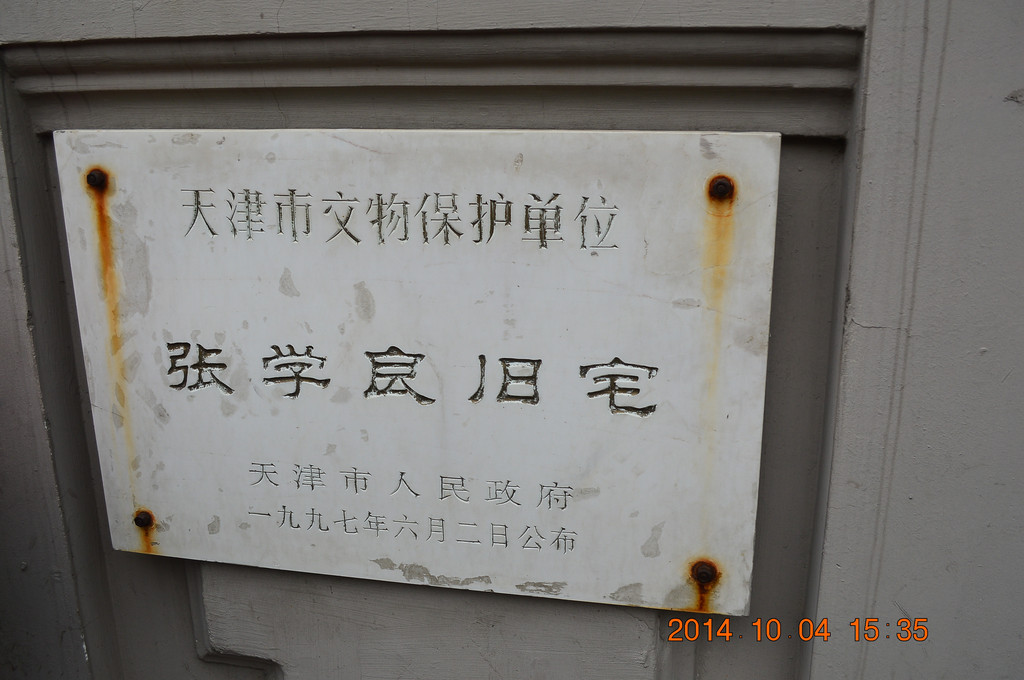 天津市文物保护单位
张学良旧宅
天津市人民政府
一九九七年六月二日公布
2014.10.04 15:35